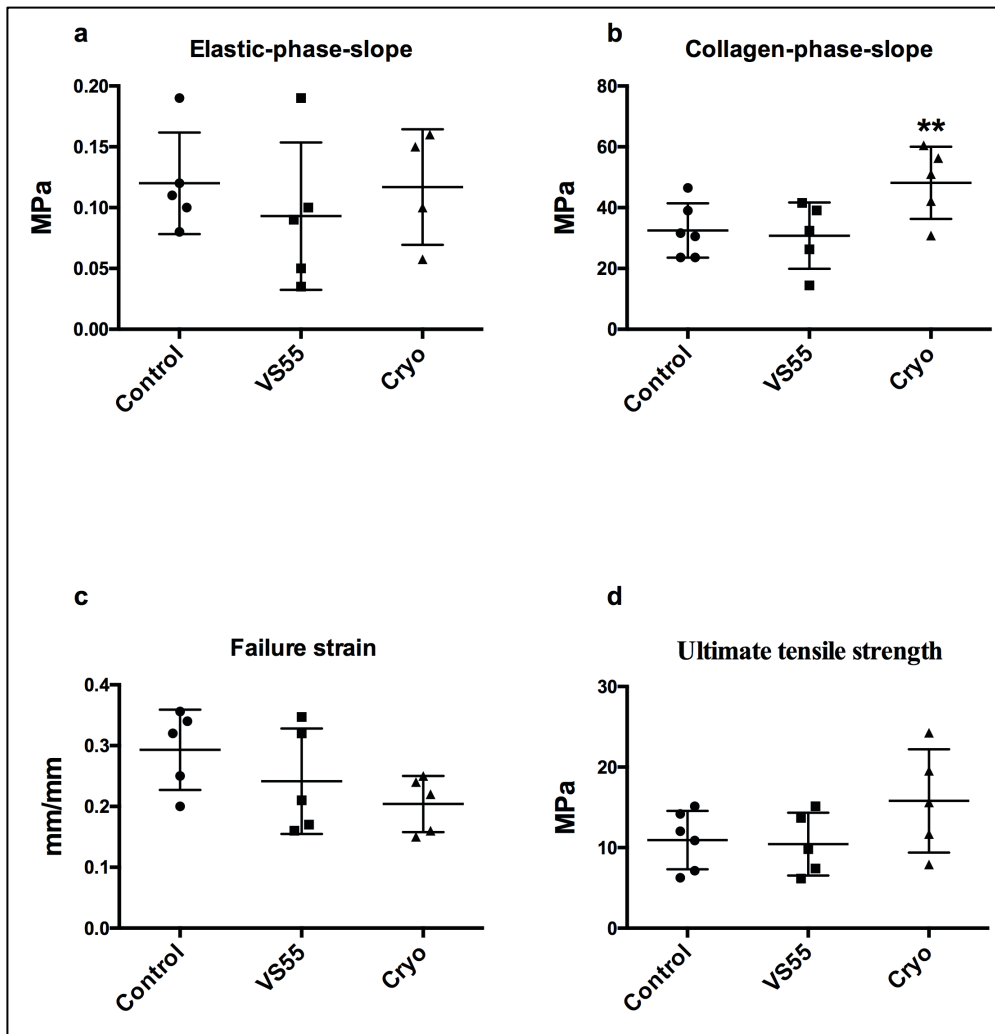 a
Elastic-phase-slope
MPa
0.20
0.15
0.10
0.05
0.00
Control
VS55
Cryo
b
Collagen-phase-slope
MPa
80
60
40
20
0
**
Control
VS55
Cryo
c
Failure strain
mm/mm
0.4
0.3
0.2
0.1
0.0
Control
VS55
Cryo
d
Ultimate tensile strength
MPa
30
20
10
0
Control
VS55
Cryo